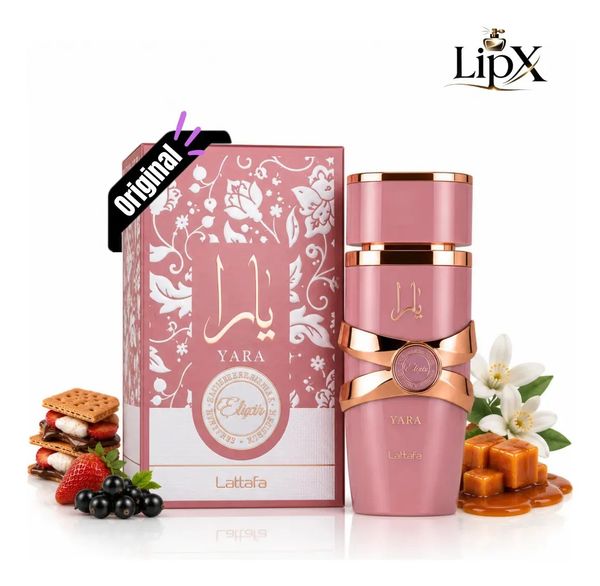 LipX
Original
يارا
YARA
Elixir
Lattafa
يارا
Elixir
YARA
Lattafa